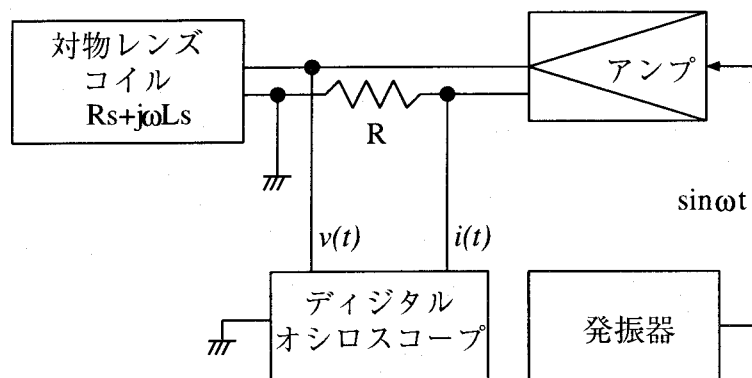 対物レンズ
コイル
Rs+jωLs
アンプ
R
sinωt
v(t)
i(t)
ディジタル
オシロスコープ
発振器